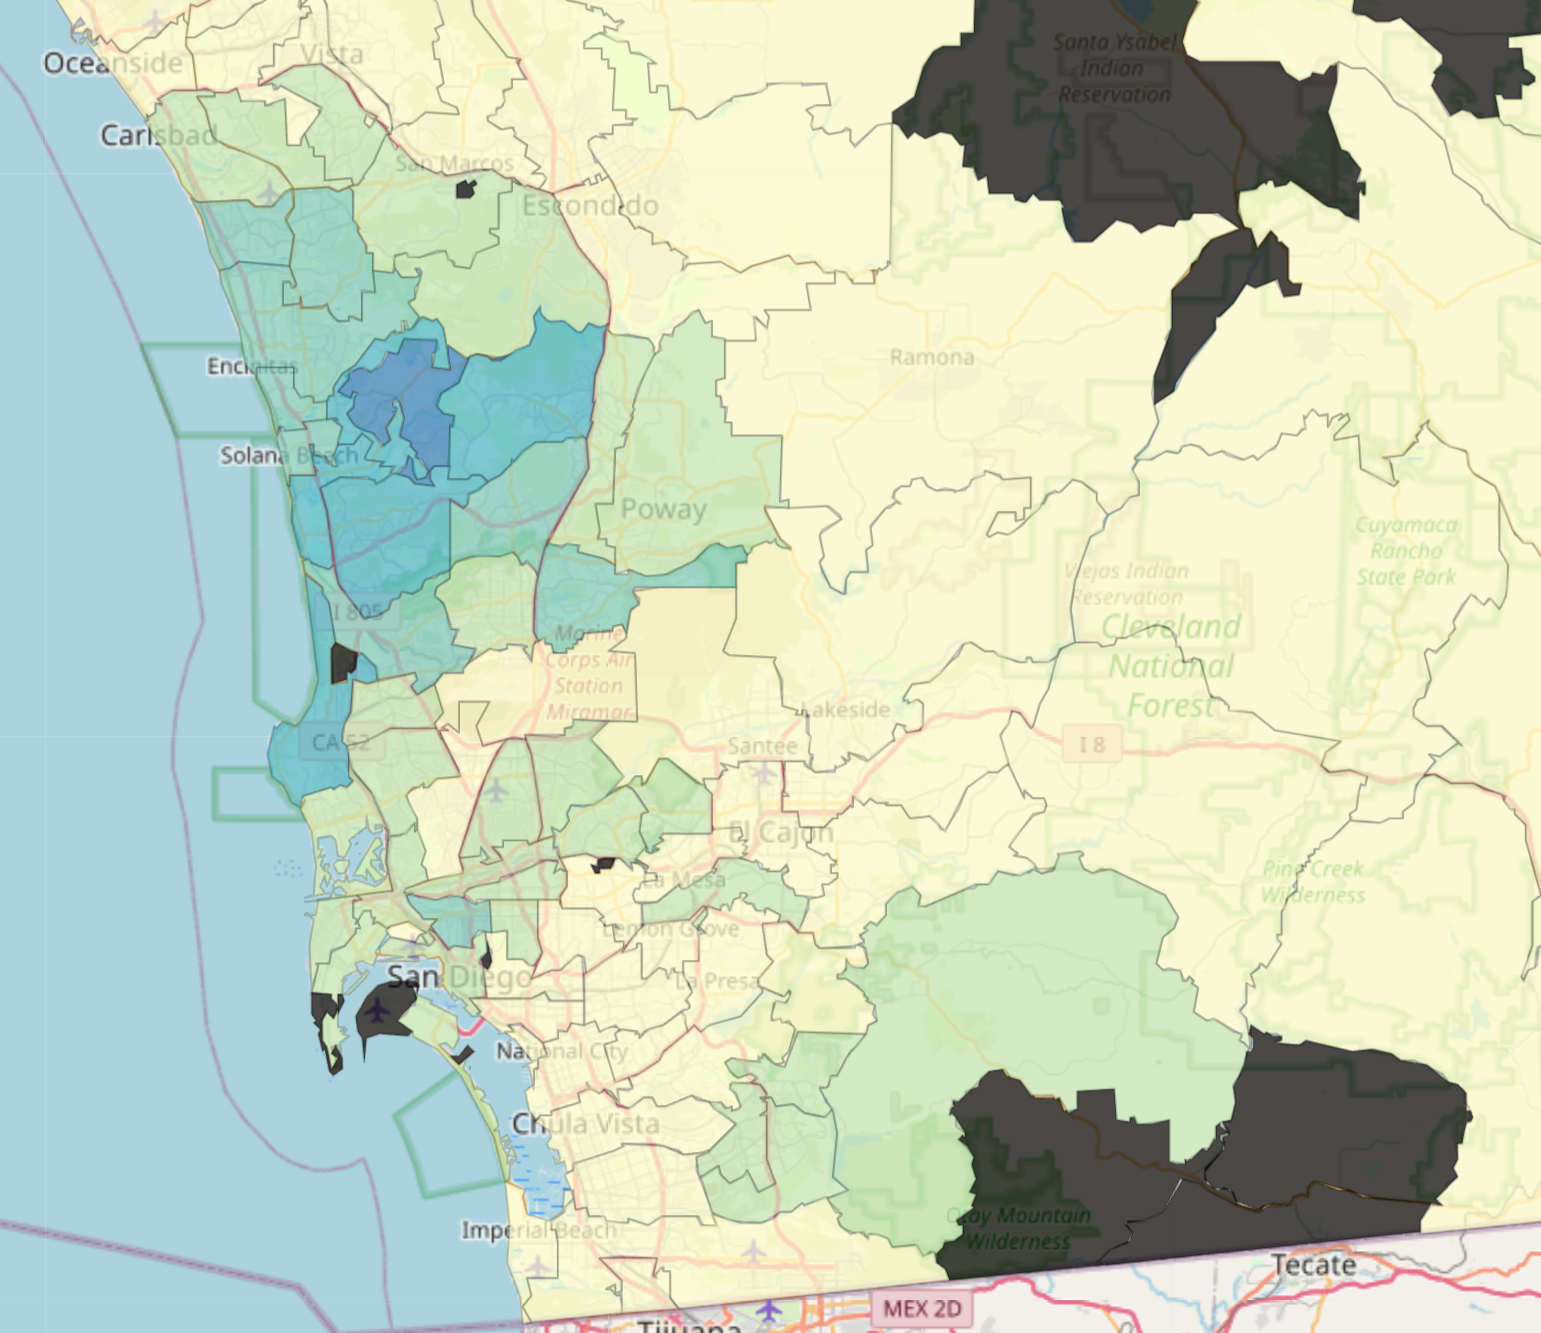 Oceanside
Vista
Santa Ysabel
Indian
Reservation
Carlsbad
San Marcos
Escondido
Encinitas
Ramona
Solana Beach
Poway
Cuyamaca
Rancho
State Park
Viejas Indian
Reservation
I 805
Cleveland
National
Forest
Marine
Corps Air
Station
Miramar
Lakeside
CA 52
Santee
I 8
El Cajon
La Mesa
Pine Creek
Wilderness
Lemon Grove
San Diego
La Presa
National City
Chula Vista
Imperial Beach
Otay Mountain
Wilderness
Tecate
MEX 2D
Tijuana